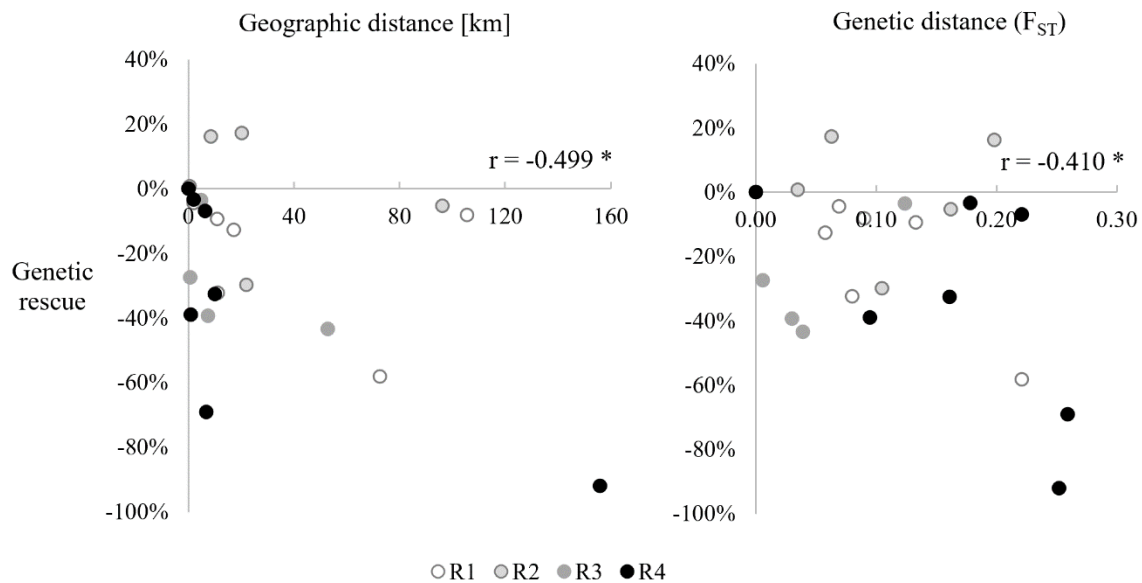 Geographic distance [km]
40%
20%
0%
-20%
-40%
-60%
-80%
-100%
0
40
80
120
160
r = -0.499 *
Genetic
rescue
Genetic distance (FST)
40%
20%
0%
-20%
-40%
-60%
-80%
-100%
0.00
0.10
0.20
0.30
r = -0.410 *
R1
R2
R3
R4